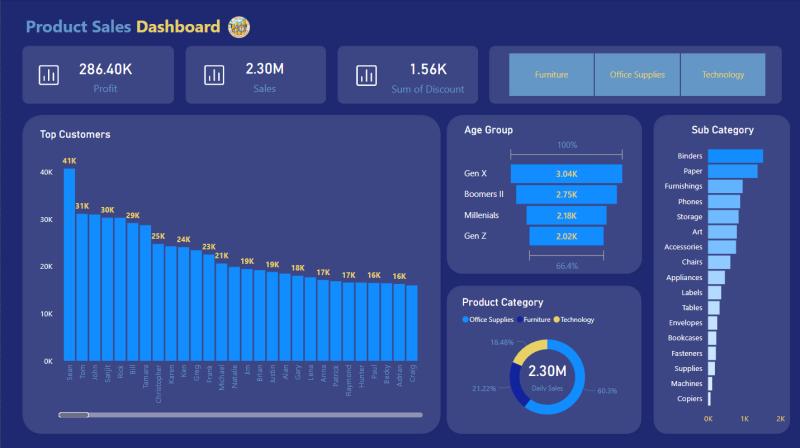 Product Sales Dashboard
286.40K
Profit
2.30M
Sales
1.56K
Sum of Discount
Furniture
Office Supplies
Technology
Top Customers
40K
30K
20K
10K
0K
41K
31K
30K
29K
25K
24K
23K
21K
19K
19K
18K
17K
17K
16K
16K
Sean
Tom
John
Sanjit
Rick
Bill
Tamara
Christopher
Karen
Ken
Greg
Frank
Michael
Natalie
Jim
Brian
Justin
Alan
Gary
Lena
Anna
Patrick
Raymond
Hunter
Paul
Becky
Adrian
Craig
Age Group
100%
Gen X
3.04K
Boomers II
2.75K
Millenials
2.18K
Gen Z
2.02K
66.4%
Product Category
Office Supplies Furniture Technology
18.48%
2.30M
Daily Sales
21.22%
60.3%
Sub Category
Binders
Paper
Furnishings
Phones
Storage
Art
Accessories
Chairs
Appliances
Labels
Tables
Envelopes
Bookcases
Fasteners
Supplies
Machines
Copiers
0K 1K 2K